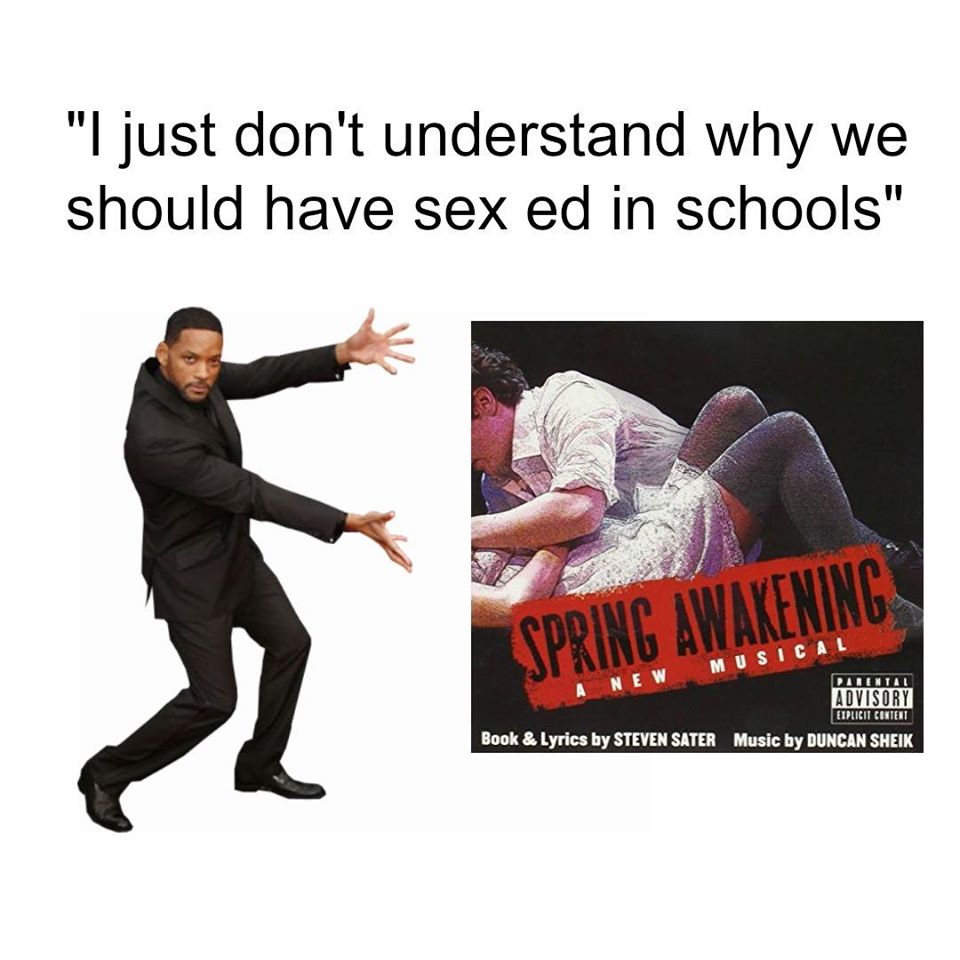 "I just don't understand why we
should have sex ed in schools"
SPRING AWAKENING
A NEW MUSICAL
PARENTAL
ADVISORY
EXPLICIT CONTENT
Book & Lyrics by STEVEN SATER Music by DUNCAN SHEIK